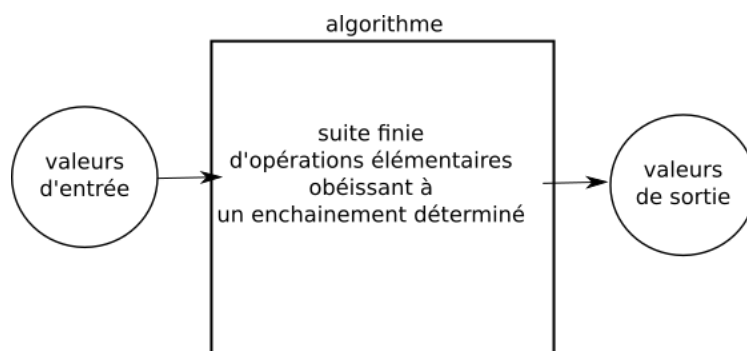 algorithme
valeurs
d'entrée
suite finie
d'opérations élémentaires
obéissant à
un enchainement déterminé
valeurs
de sortie